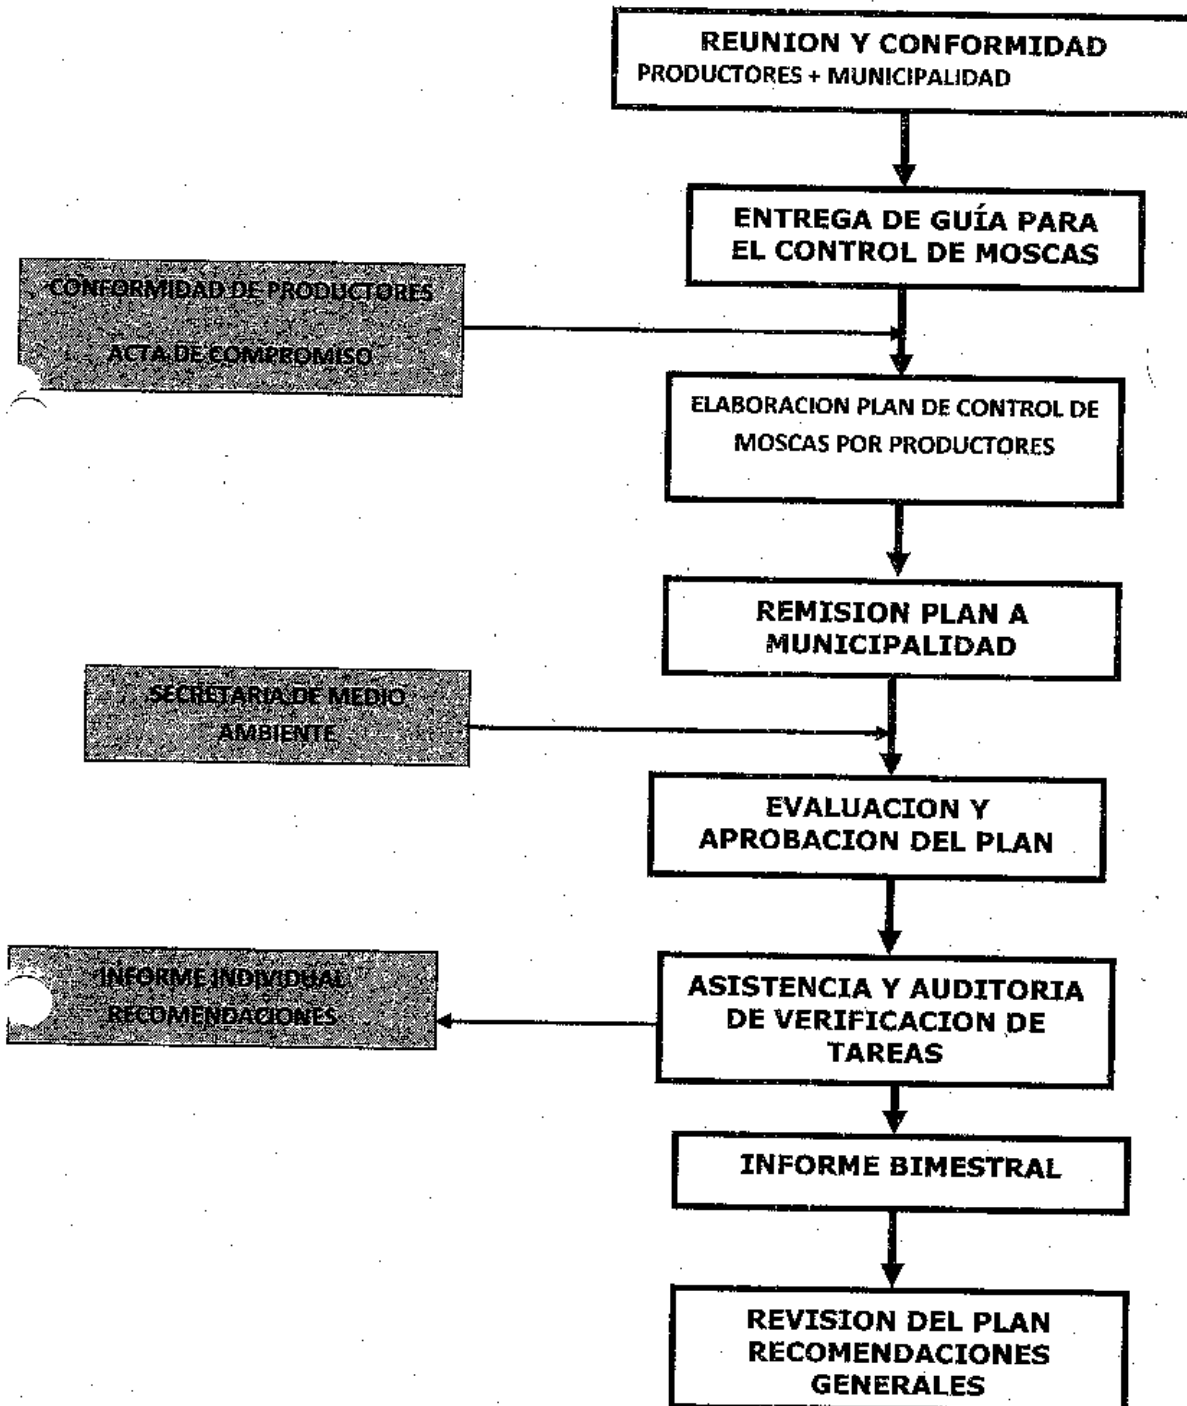 REUNION Y CONFORMIDAD
PRODUCTORES + MUNICIPALIDAD
ENTREGA DE GUÍA PARA
EL CONTROL DE MOSCAS
CONFORMIDAD DE PRODUCTORES
ACTA DE COMPROMISO
ELABORACION PLAN DE CONTROL DE
MOSCAS POR PRODUCTORES
REMISION PLAN A
MUNICIPALIDAD
SECRETARIA DE MEDIO
AMBIENTE
EVALUACION Y
APROBACION DEL PLAN
ASISTENCIA Y AUDITORIA
DE VERIFICACION DE
TAREAS
INFORME INDIVIDUAL
RECOMENDACIONES
INFORME BIMESTRAL
REVISION DEL PLAN
RECOMENDACIONES
GENERALES